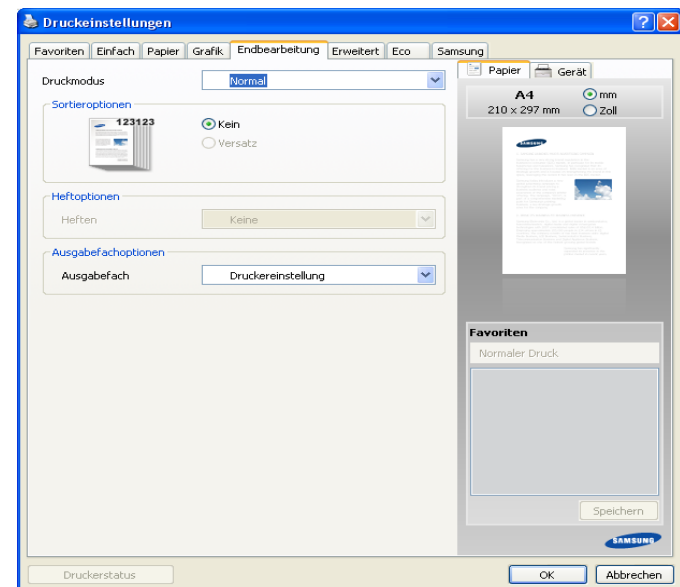 Druckeinstellungen
Favoriten Einfach Papier Grafik Endbearbeitung Erweitert Eco Samsung
Druckmodus Normal
Sortieroptionen
123123
Kein
Versatz
Heftoptionen
Heften Keine
Ausgabefachoptionen
Ausgabefach Druckereinstellung
Papier Gerät
A4
210 x 297 mm
mm
Zoll
SAMSUNG
Favoriten
Normaler Druck
Speichern
SAMSUNG
Druckerstatus OK Abbrechen